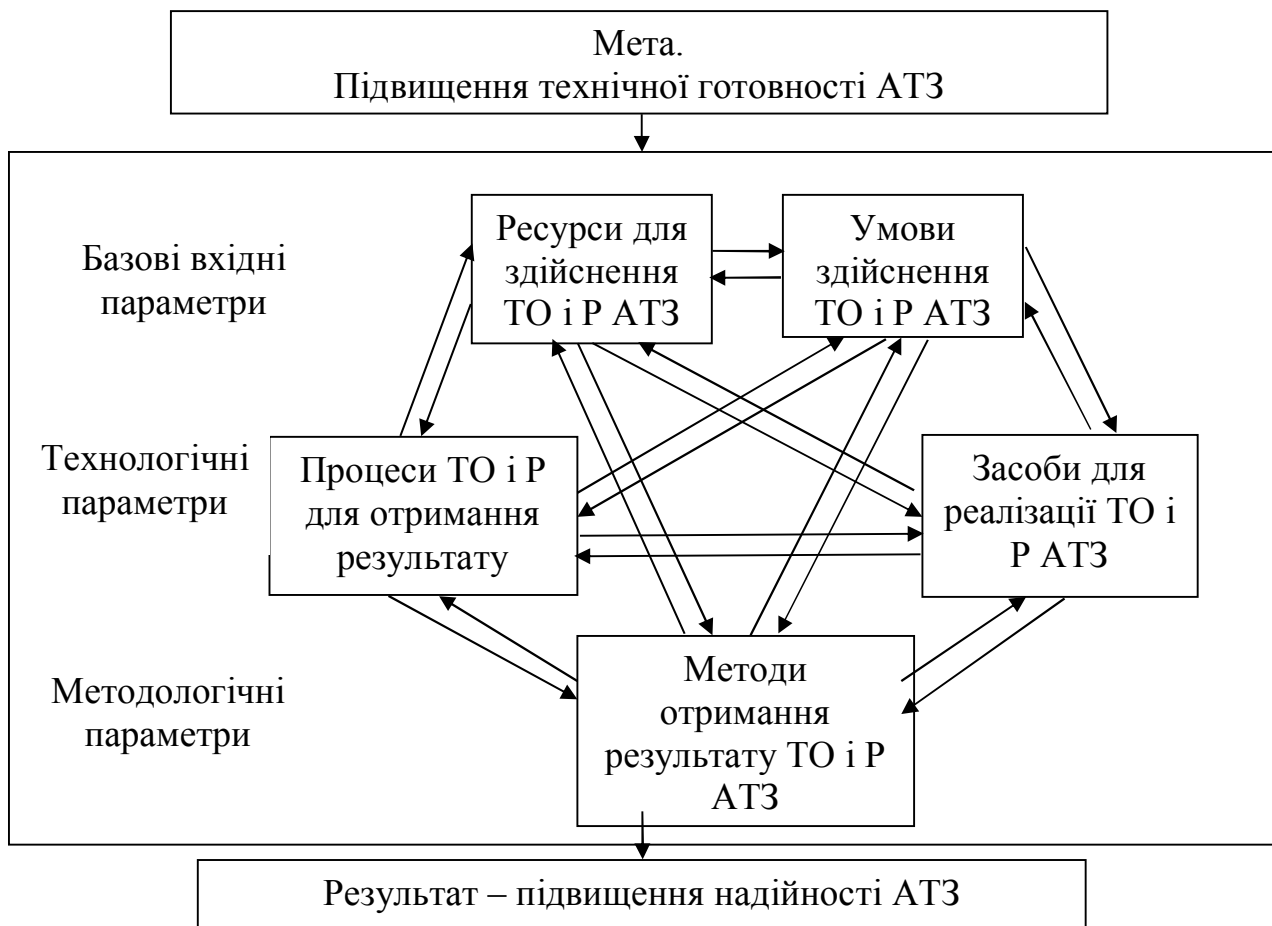 Мета.
Підвищення технічної готовності АТЗ
Базові вхідні
параметри
Ресурси для
здійснення
ТО і Р АТЗ
Умови
здійснення
ТО і Р АТЗ
Технологічні
параметри
Процеси ТО і Р
для отримання
результату
Засоби для
реалізації ТО і
Р АТЗ
Методологічні
параметри
Методи
отримання
результату ТО і Р
АТЗ
Результат – підвищення надійності АТЗ